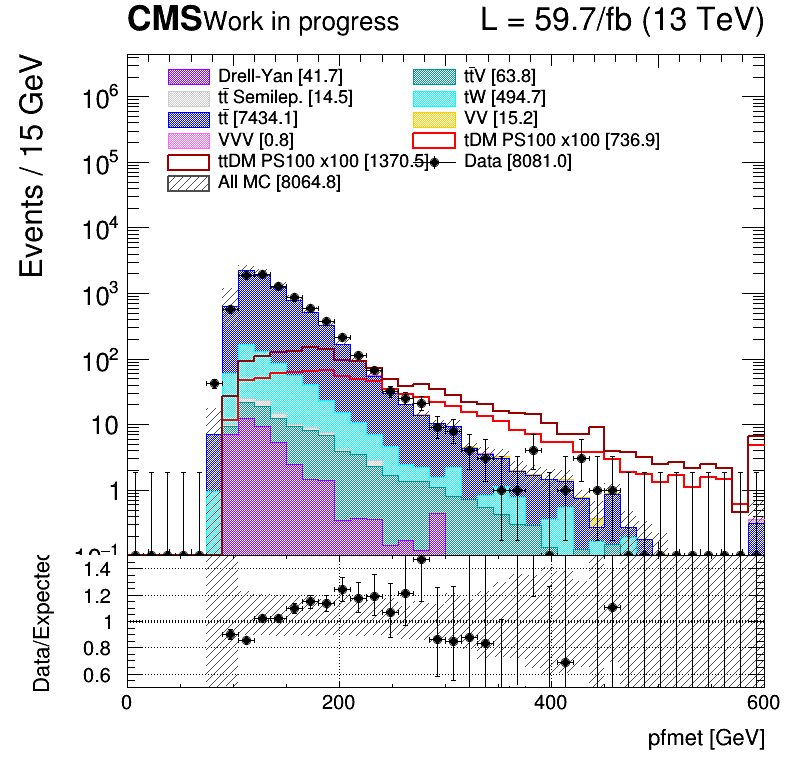 CMS Work in progress L = 59.7/fb (13 TeV)
Events / 15 GeV
Drell-Yan [41.7] tt̄V [63.8]
tt̄ Semilep. [14.5] tW [494.7]
tt̄ [7434.1] VV [15.2]
VVV [0.8] tDM PS100 x100 [736.9]
ttDM PS100 x100 [1370.5] Data [8081.0]
All MC [8064.8]
10⁶
10⁵
10⁴
10³
10²
10
1
10⁻¹
Data/Expected
1.4
1.2
1
0.8
0.6
0 200 400 600
pfmet [GeV]